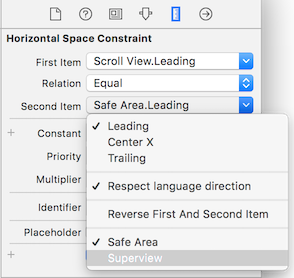 Horizontal Space Constraint
First Item Scroll View.Leading
Relation Equal
Second Item Safe Area.Leading
+ Constant
✓ Leading
Center X
Priority
Trailing
Multiplier
✓ Respect language direction
Identifier
Reverse First And Second Item
Placeholder
✓ Safe Area
+
Superview